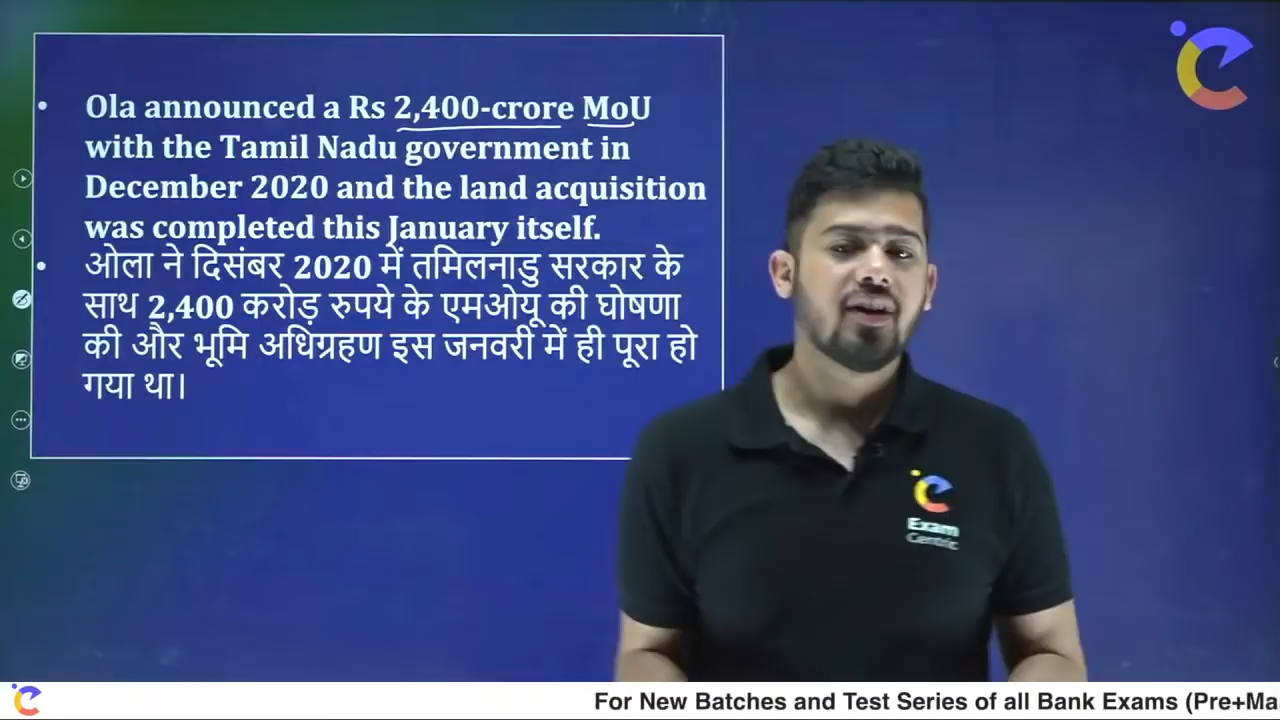 Ola announced a Rs 2,400-crore MoU
with the Tamil Nadu government in
December 2020 and the land acquisition
was completed this January itself.
ओला ने दिसंबर 2020 में तमिलनाडु सरकार के
साथ 2,400 करोड़ रुपये के एमओयू की घोषणा
की और भूमि अधिग्रहण इस जनवरी में ही पूरा हो
गया था।
Exam
Centric
For New Batches and Test Series of all Bank Exams (Pre+Ma